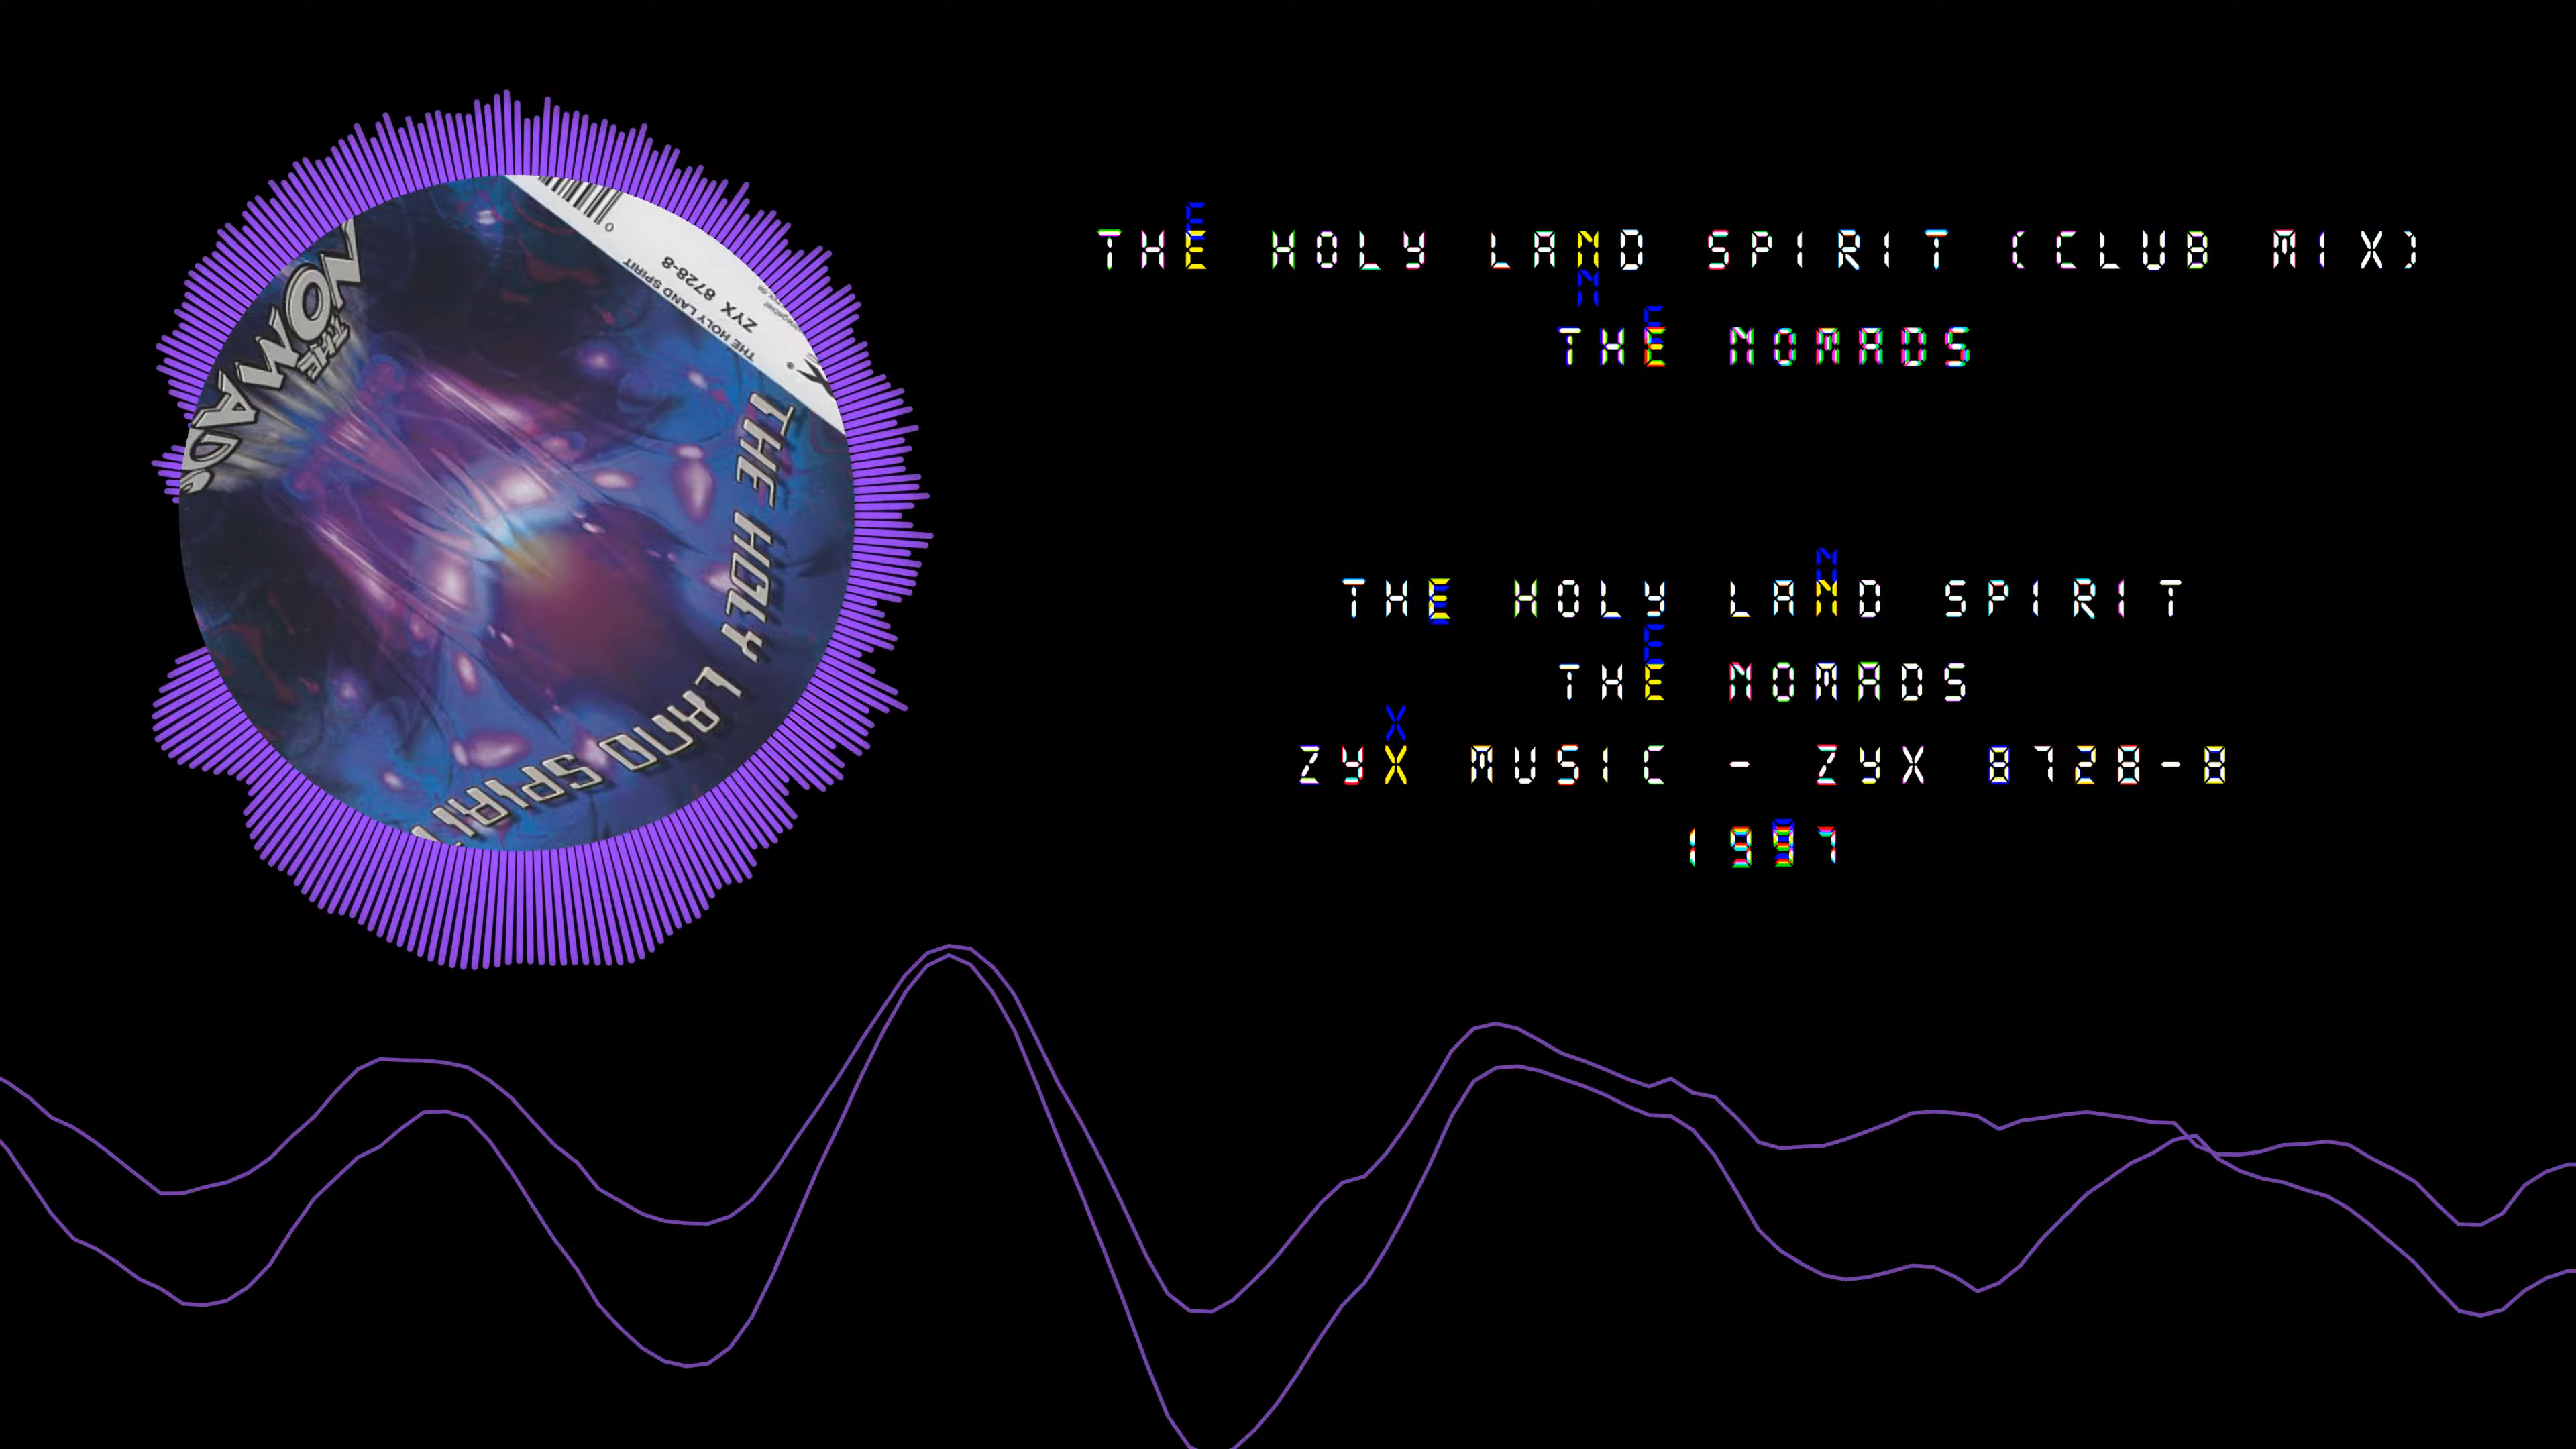 THE HOLY LAND SPIRIT (CLUB MIX)
THE NOMADS
THE HOLY LAND SPIRIT
THE NOMADS
ZYX MUSIC - ZYX 8728-8
1997
THE NOMADS
THE HOLY LAND SPIRIT
ZYX 8728-8
THE HOLY LAND SPIRIT